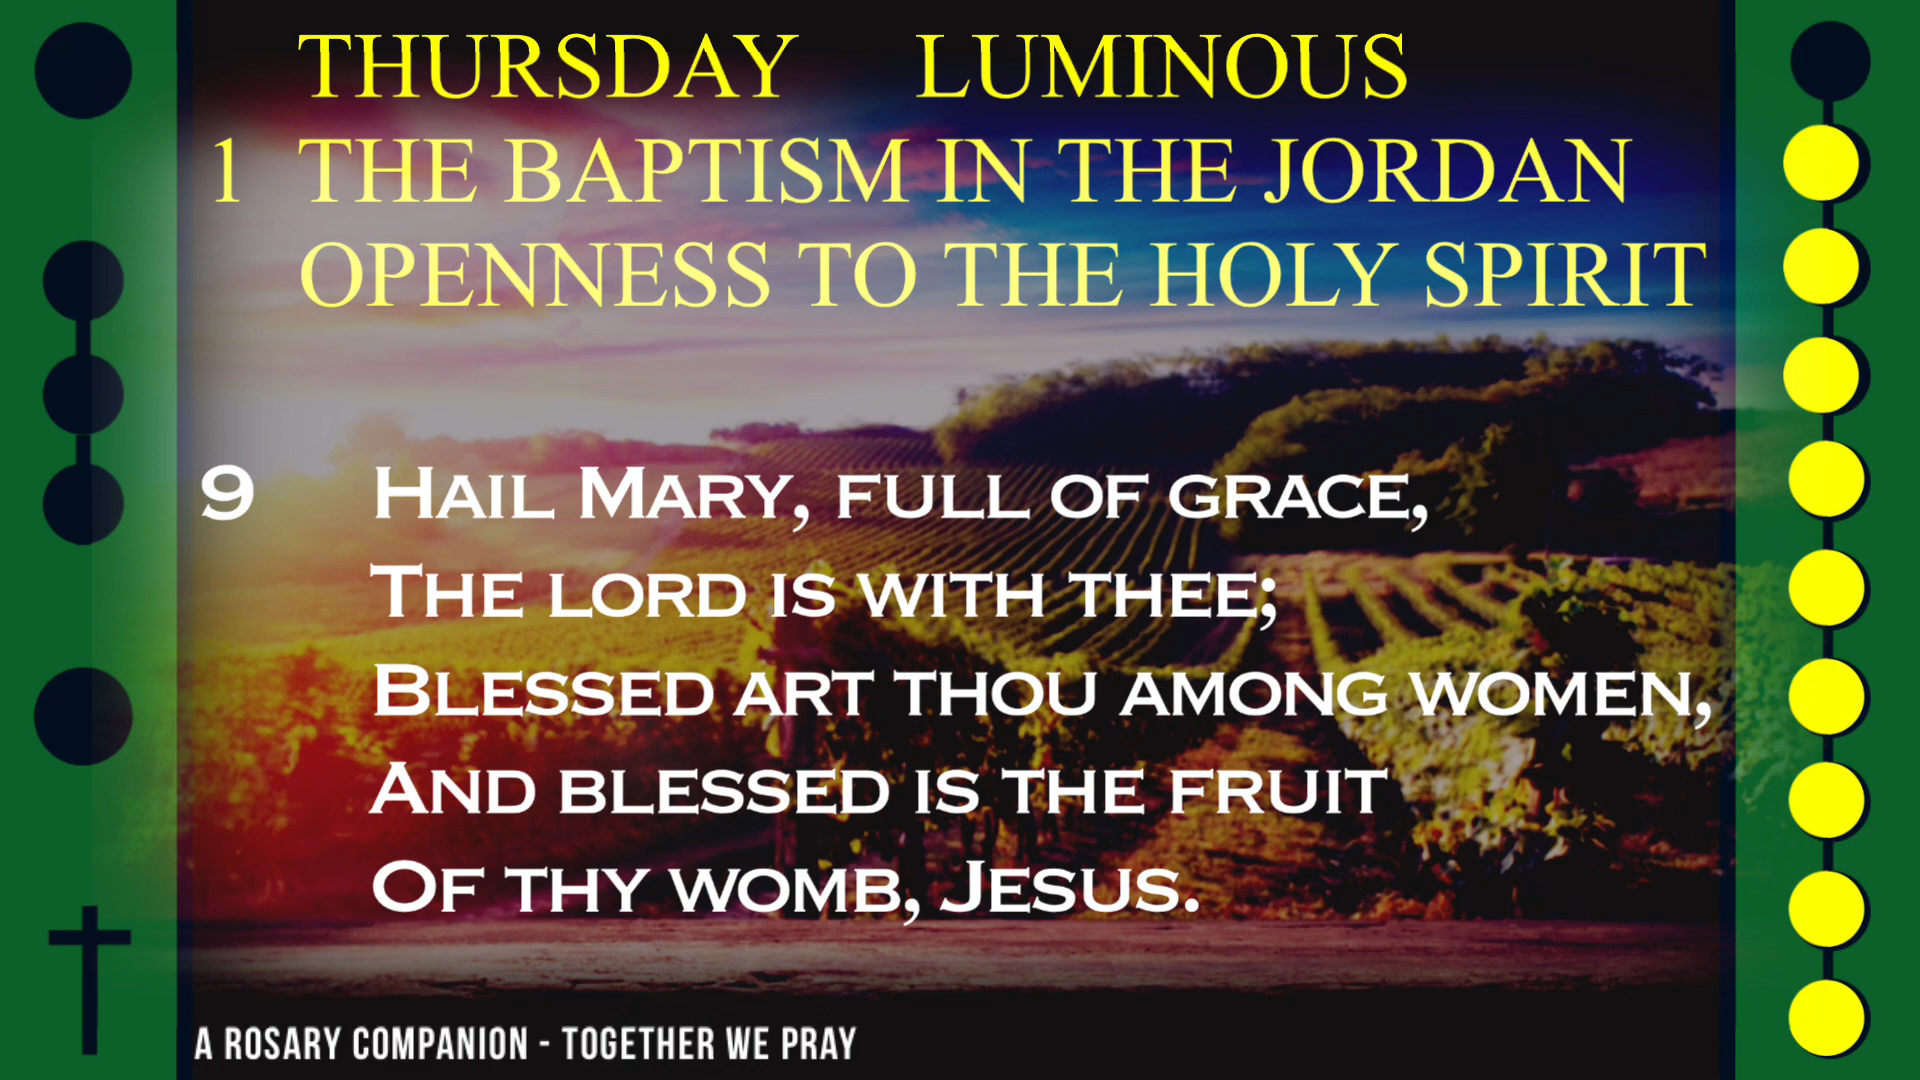 THURSDAY LUMINOUS
1 THE BAPTISM IN THE JORDAN
OPENNESS TO THE HOLY SPIRIT
9 HAIL MARY, FULL OF GRACE,
THE LORD IS WITH THEE;
BLESSED ART THOU AMONG WOMEN,
AND BLESSED IS THE FRUIT
OF THY WOMB, JESUS.
A ROSARY COMPANION - TOGETHER WE PRAY